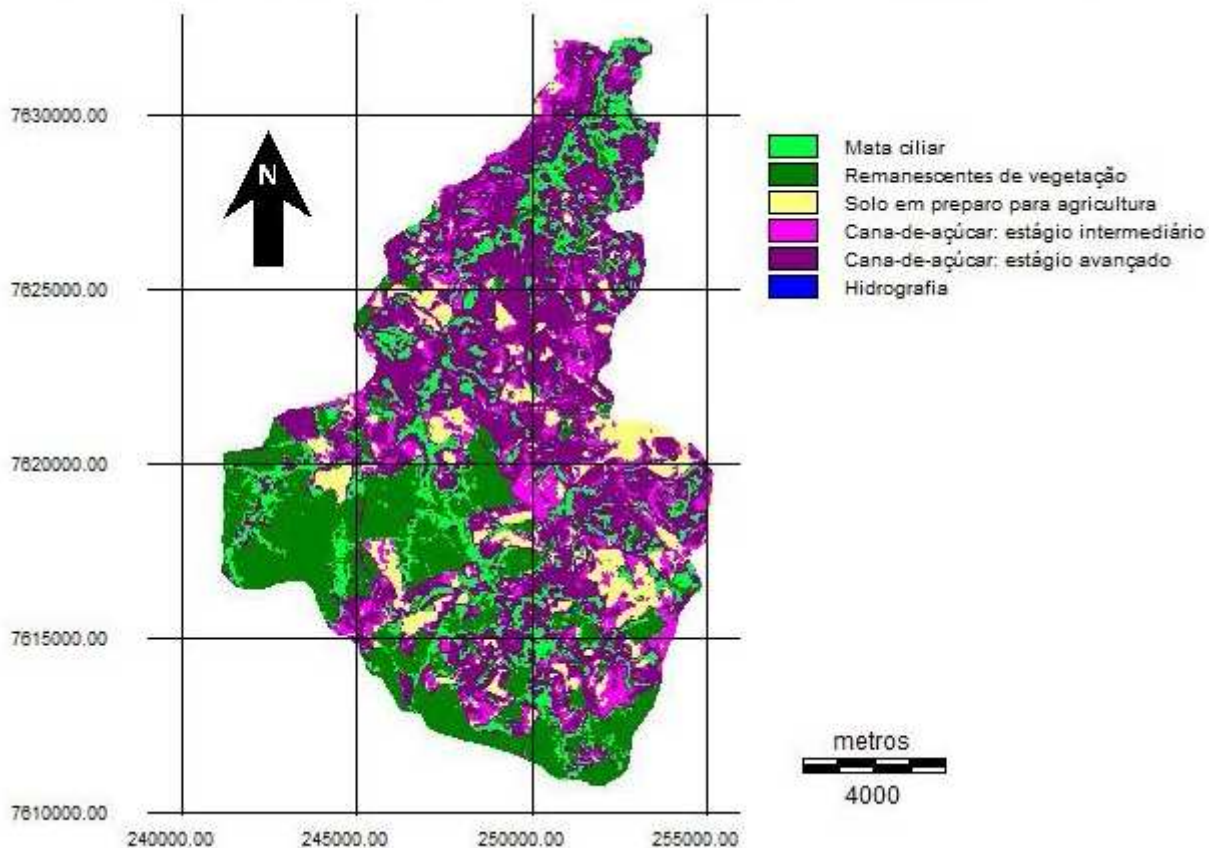 7630000.00
7625000.00
7620000.00
7615000.00
7610000.00
240000.00
245000.00
250000.00
255000.00
N
Mata ciliar
Remanescentes de vegetação
Solo em preparo para agricultura
Cana-de-açúcar: estágio intermediário
Cana-de-açúcar: estágio avançado
Hidrografia
metros
4000